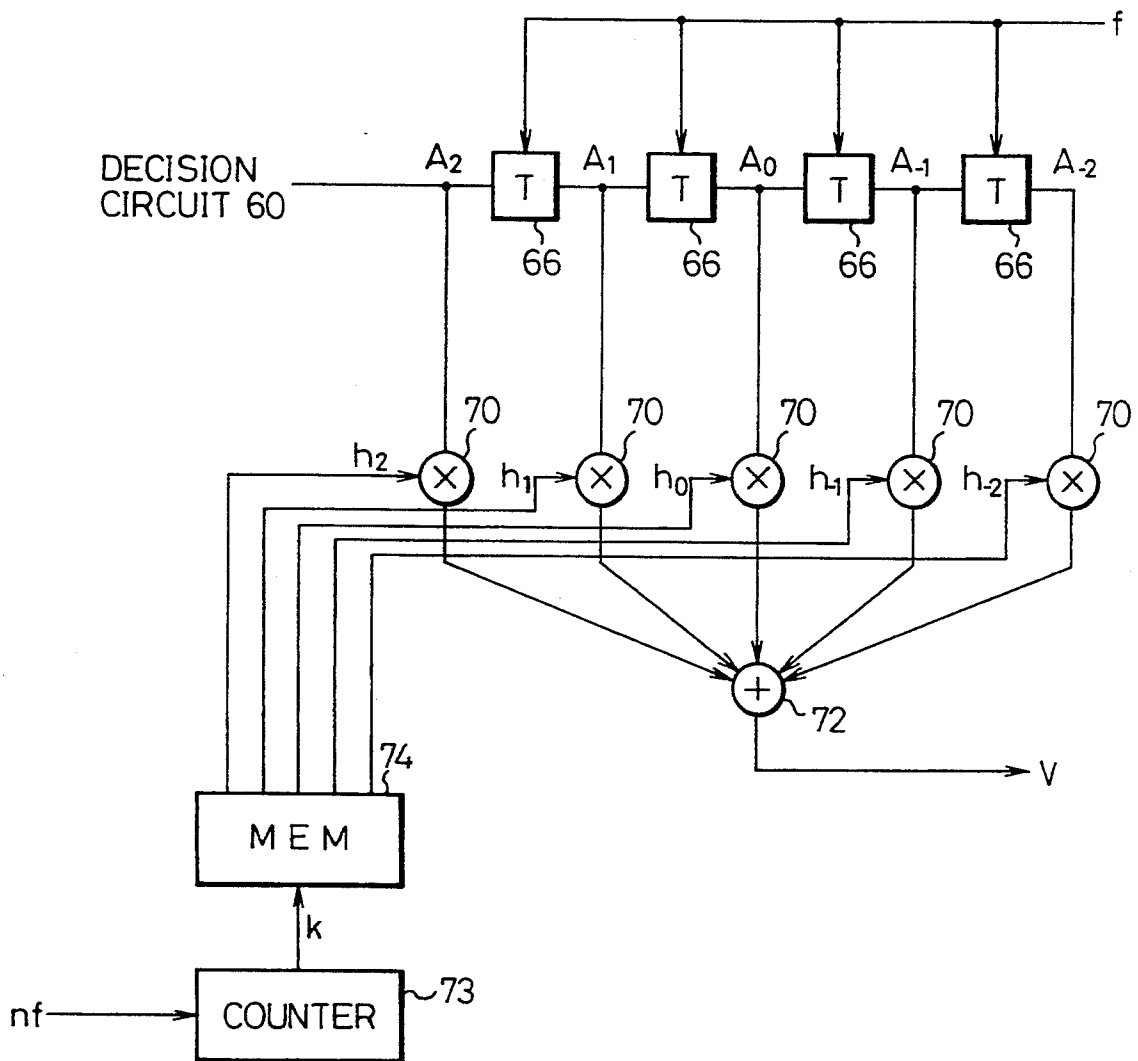 f
DECISION
CIRCUIT 60
A2 T A1 T A0 T A-1 T A-2
66 66 66 66
70 70 70 70 70
h2 × h1 × h0 × h-1 × h-2 ×
+
72
V
74
MEM
k
73
nf COUNTER